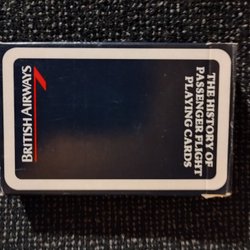 BRITISH AIRWAYS
THE HISTORY OF
PASSENGER FLIGHT
PLAYING CARDS